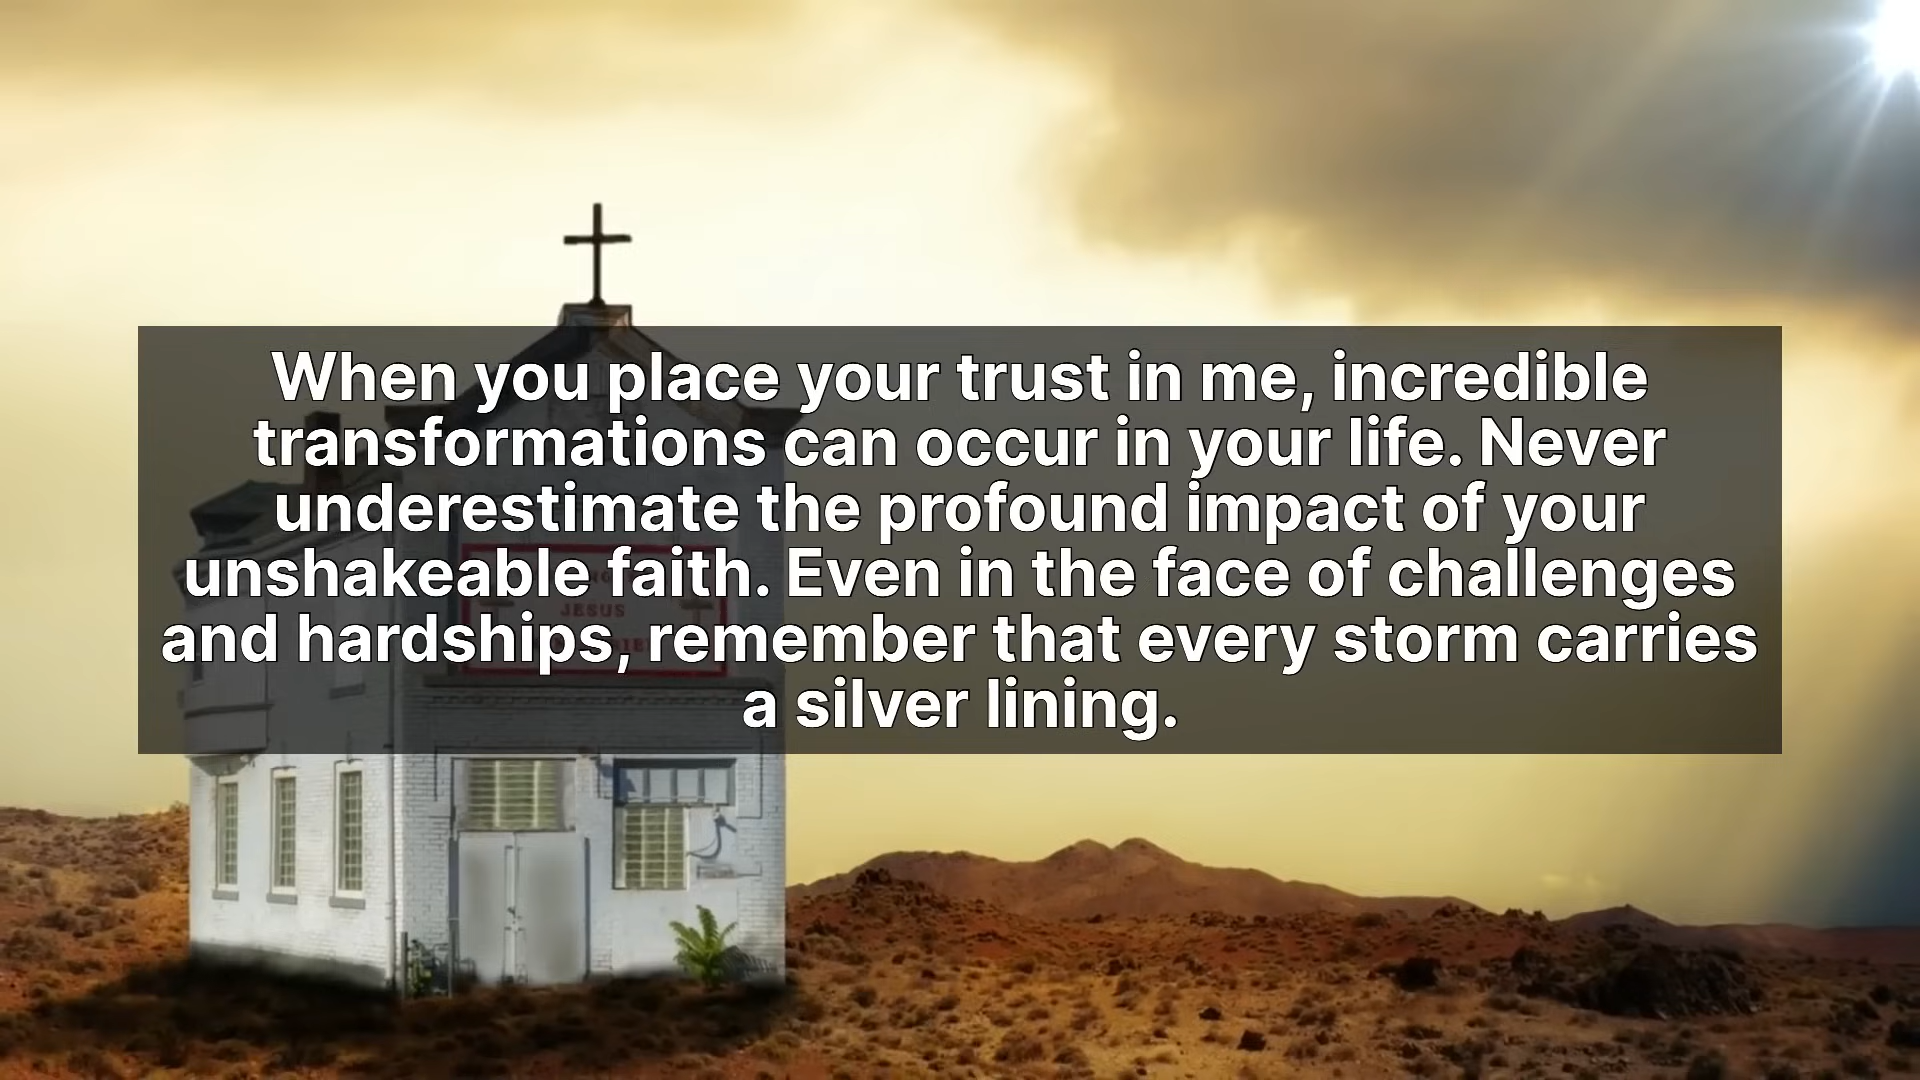 When you place your trust in me, incredible
transformations can occur in your life. Never
underestimate the profound impact of your
unshakeable faith. Even in the face of challenges
and hardships, remember that every storm carries
a silver lining.
JESUS